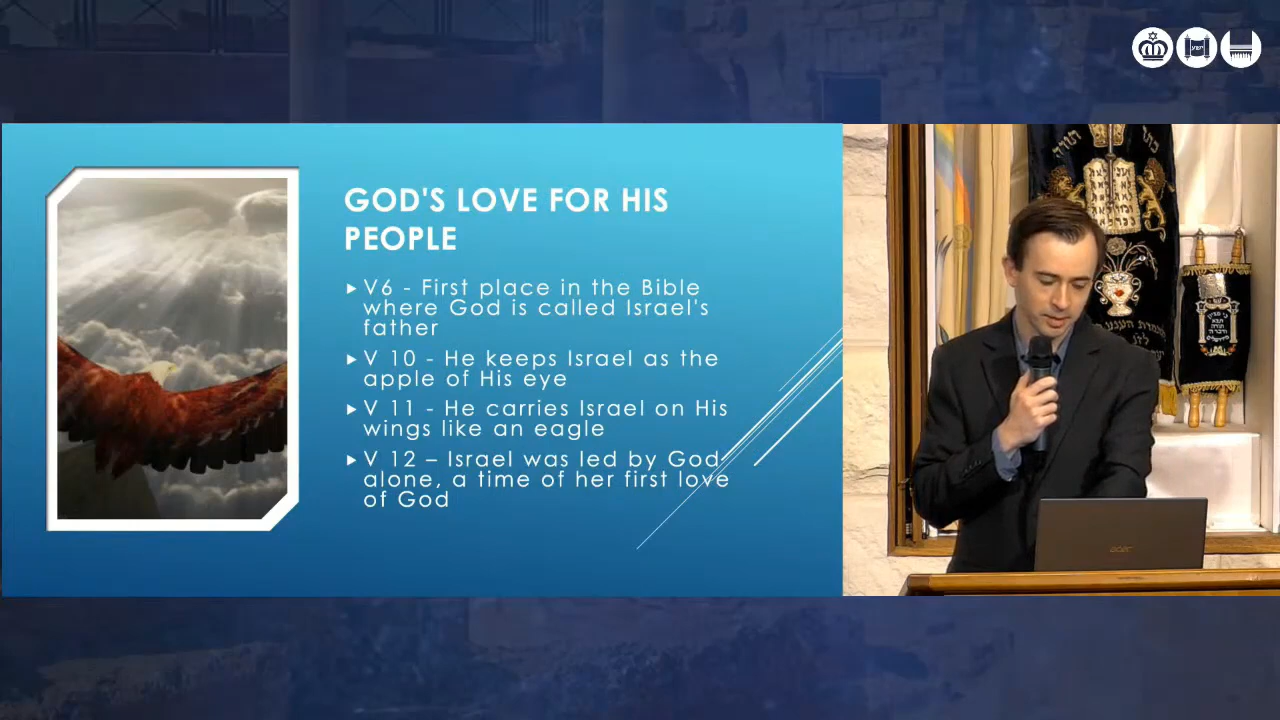 GOD'S LOVE FOR HIS
PEOPLE
V6 - First place in the Bible
where God is called Israel's
father
V 10 - He keeps Israel as the
apple of His eye
V 11 - He carries Israel on His
wings like an eagle
V 12 – Israel was led by God
alone, a time of her first love
of God
acer